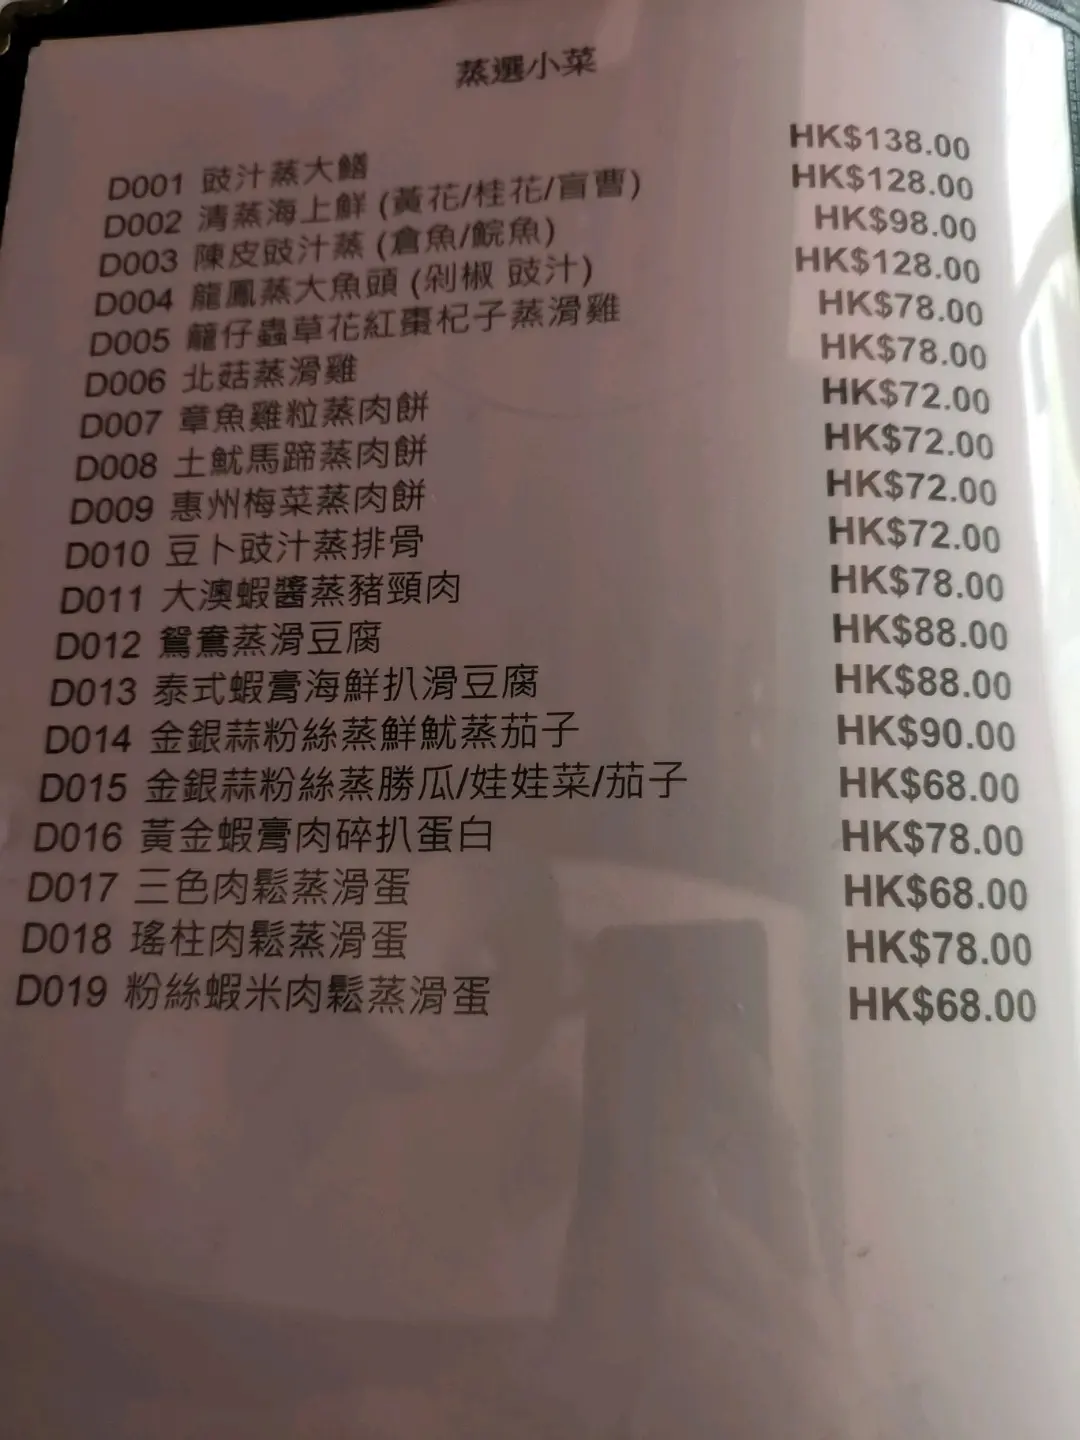 蒸選小菜
D001 豉汁蒸大鱔 HK$138.00
D002 清蒸海上鮮 (黃花/桂花/盲曹) HK$128.00
D003 陳皮豉汁蒸 (倉魚/鯇魚) HK$98.00
D004 龍鳳蒸大魚頭 (剁椒 豉汁) HK$128.00
D005 籠仔蟲草花紅棗杞子蒸滑雞 HK$78.00
D006 北菇蒸滑雞 HK$78.00
D007 章魚雞粒蒸肉餅 HK$72.00
D008 土魷馬蹄蒸肉餅 HK$72.00
D009 惠州梅菜蒸肉餅 HK$72.00
D010 豆卜豉汁蒸排骨 HK$72.00
D011 大澳蝦醬蒸豬頸肉 HK$78.00
D012 鴛鴦蒸滑豆腐 HK$88.00
D013 泰式蝦膏海鮮扒滑豆腐 HK$88.00
D014 金銀蒜粉絲蒸鮮魷蒸茄子 HK$90.00
D015 金銀蒜粉絲蒸勝瓜/娃娃菜/茄子 HK$68.00
D016 黃金蝦膏肉碎扒蛋白 HK$78.00
D017 三色肉鬆蒸滑蛋 HK$68.00
D018 瑤柱肉鬆蒸滑蛋 HK$78.00
D019 粉絲蝦米肉鬆蒸滑蛋 HK$68.00